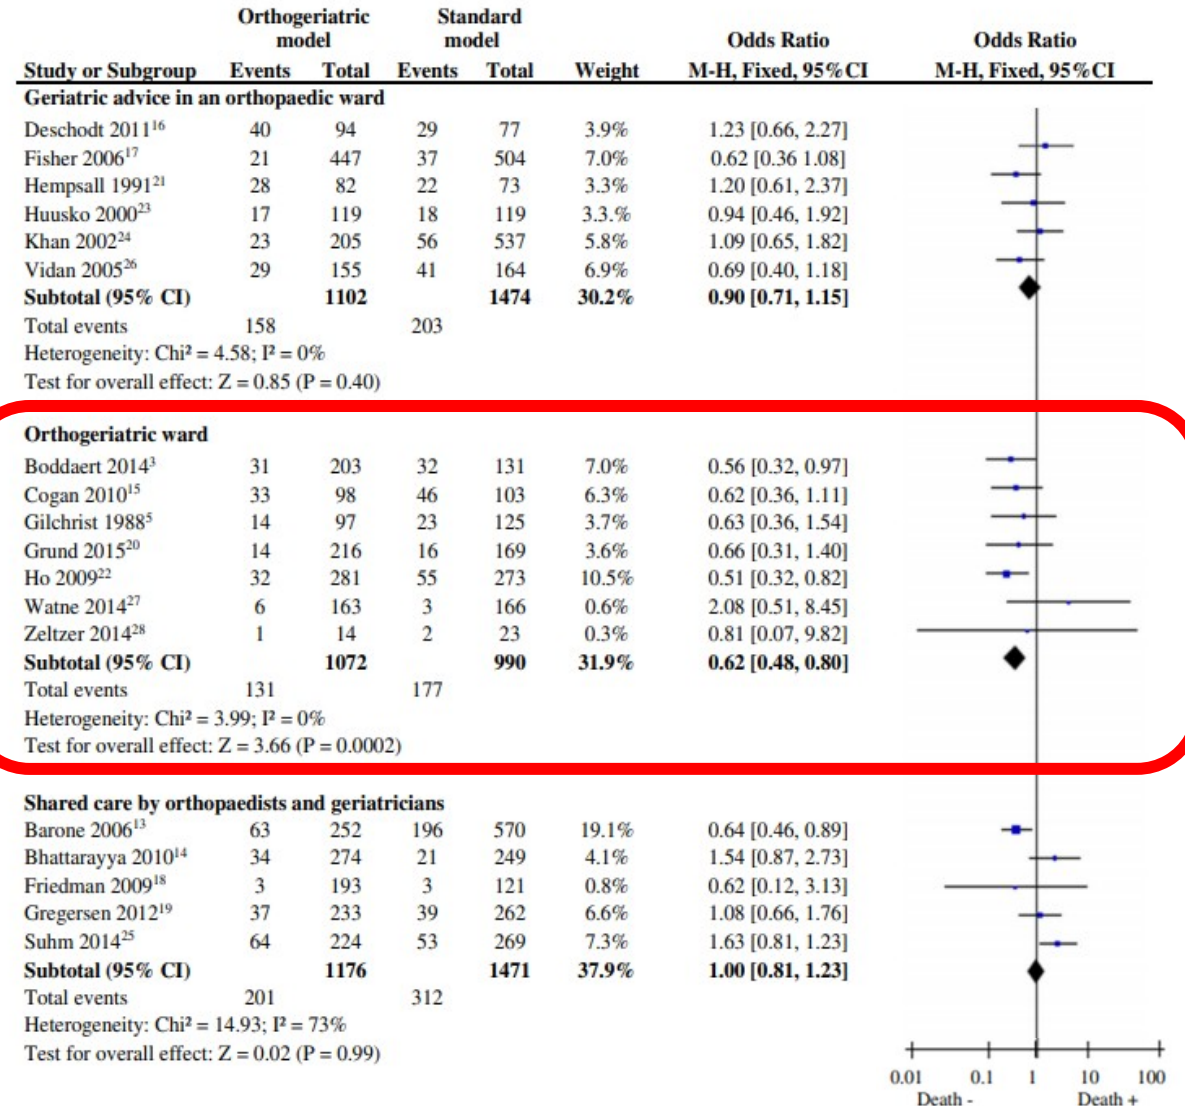 Orthogeriatric Standard
model model Odds Ratio Odds Ratio
Study or Subgroup Events Total Events Total Weight M-H, Fixed, 95%CI M-H, Fixed, 95%CI
Geriatric advice in an orthopaedic ward
Deschodt 2011¹⁶ 40 94 29 77 3.9% 1.23 [0.66, 2.27]
Fisher 2006¹⁷ 21 447 37 504 7.0% 0.62 [0.36 1.08]
Hempsall 1991²¹ 28 82 22 73 3.3% 1.20 [0.61, 2.37]
Huusko 2000²³ 17 119 18 119 3.3.% 0.94 [0.46, 1.92]
Khan 2002²⁴ 23 205 56 537 5.8% 1.09 [0.65, 1.82]
Vidan 2005²⁶ 29 155 41 164 6.9% 0.69 [0.40, 1.18]
Subtotal (95% CI) 1102 1474 30.2% 0.90 [0.71, 1.15]
Total events 158 203
Heterogeneity: Chi² = 4.58; I² = 0%
Test for overall effect: Z = 0.85 (P = 0.40)
Orthogeriatric ward
Boddaert 2014³ 31 203 32 131 7.0% 0.56 [0.32, 0.97]
Cogan 2010¹⁵ 33 98 46 103 6.3% 0.62 [0.36, 1.11]
Gilchrist 1988⁵ 14 97 23 125 3.7% 0.63 [0.36, 1.54]
Grund 2015²⁰ 14 216 16 169 3.6% 0.66 [0.31, 1.40]
Ho 2009²² 32 281 55 273 10.5% 0.51 [0.32, 0.82]
Watne 2014²⁷ 6 163 3 166 0.6% 2.08 [0.51, 8.45]
Zeltzer 2014²⁸ 1 14 2 23 0.3% 0.81 [0.07, 9.82]
Subtotal (95% CI) 1072 990 31.9% 0.62 [0.48, 0.80]
Total events 131 177
Heterogeneity: Chi² = 3.99; I² = 0%
Test for overall effect: Z = 3.66 (P = 0.0002)
Shared care by orthopaedists and geriatricians
Barone 2006¹³ 63 252 196 570 19.1% 0.64 [0.46, 0.89]
Bhattarayya 2010¹⁴ 34 274 21 249 4.1% 1.54 [0.87, 2.73]
Friedman 2009¹⁸ 3 193 3 121 0.8% 0.62 [0.12, 3.13]
Gregersen 2012¹⁹ 37 233 39 262 6.6% 1.08 [0.66, 1.76]
Suhm 2014²⁵ 64 224 53 269 7.3% 1.63 [0.81, 1.23]
Subtotal (95% CI) 1176 1471 37.9% 1.00 [0.81, 1.23]
Total events 201 312
Heterogeneity: Chi² = 14.93; I² = 73%
Test for overall effect: Z = 0.02 (P = 0.99)
0.01 0.1 1 10 100
Death - Death +